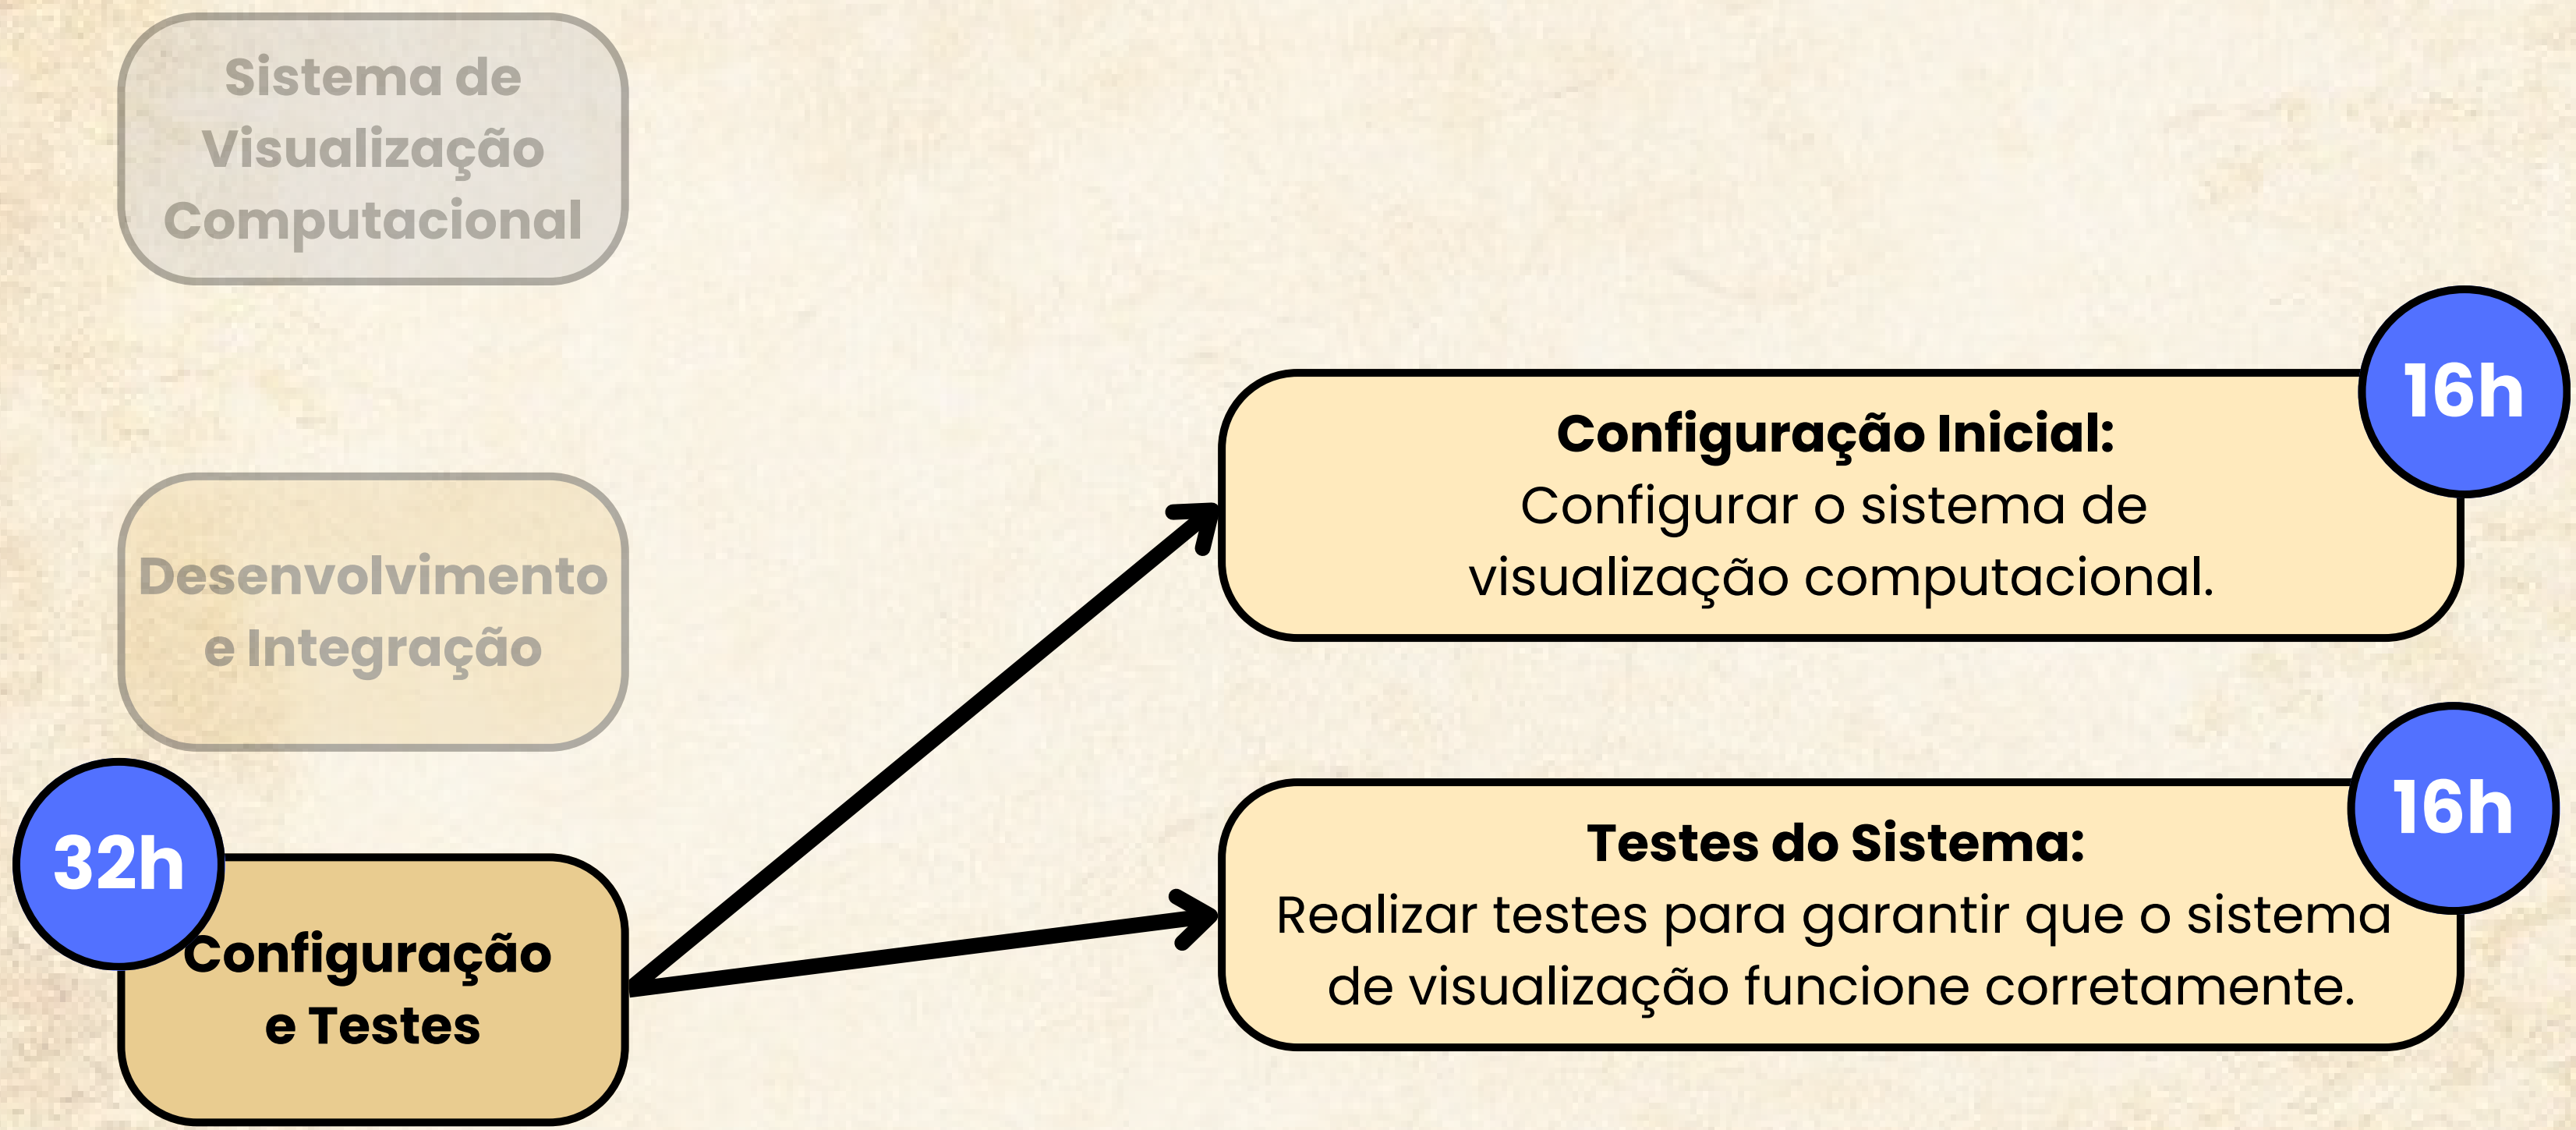 Sistema de
Visualização
Computacional
Desenvolvimento
e Integração
32h
Configuração
e Testes
16h
Configuração Inicial:
Configurar o sistema de
visualização computacional.
16h
Testes do Sistema:
Realizar testes para garantir que o sistema
de visualização funcione corretamente.